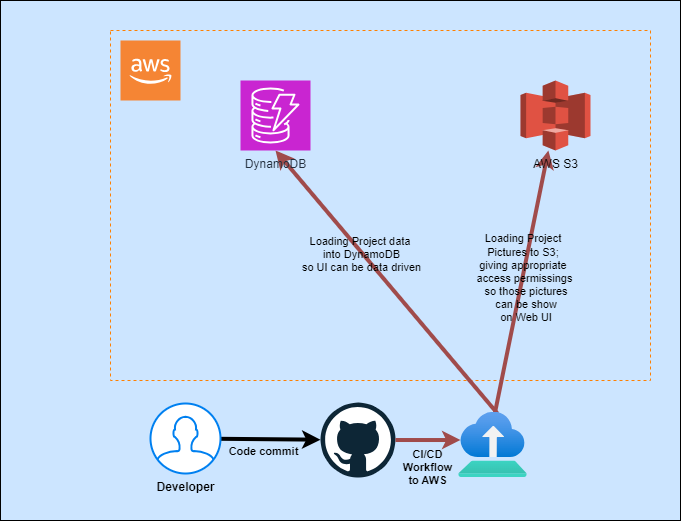 aws
DynamoDB
AWS S3
Loading Project data
into DynamoDB
so UI can be data driven
Loading Project
Pictures to S3;
giving appropriate
access permissings
so those pictures
can be show
on Web UI
Code commit
CI/CD
Workflow
to AWS
Developer